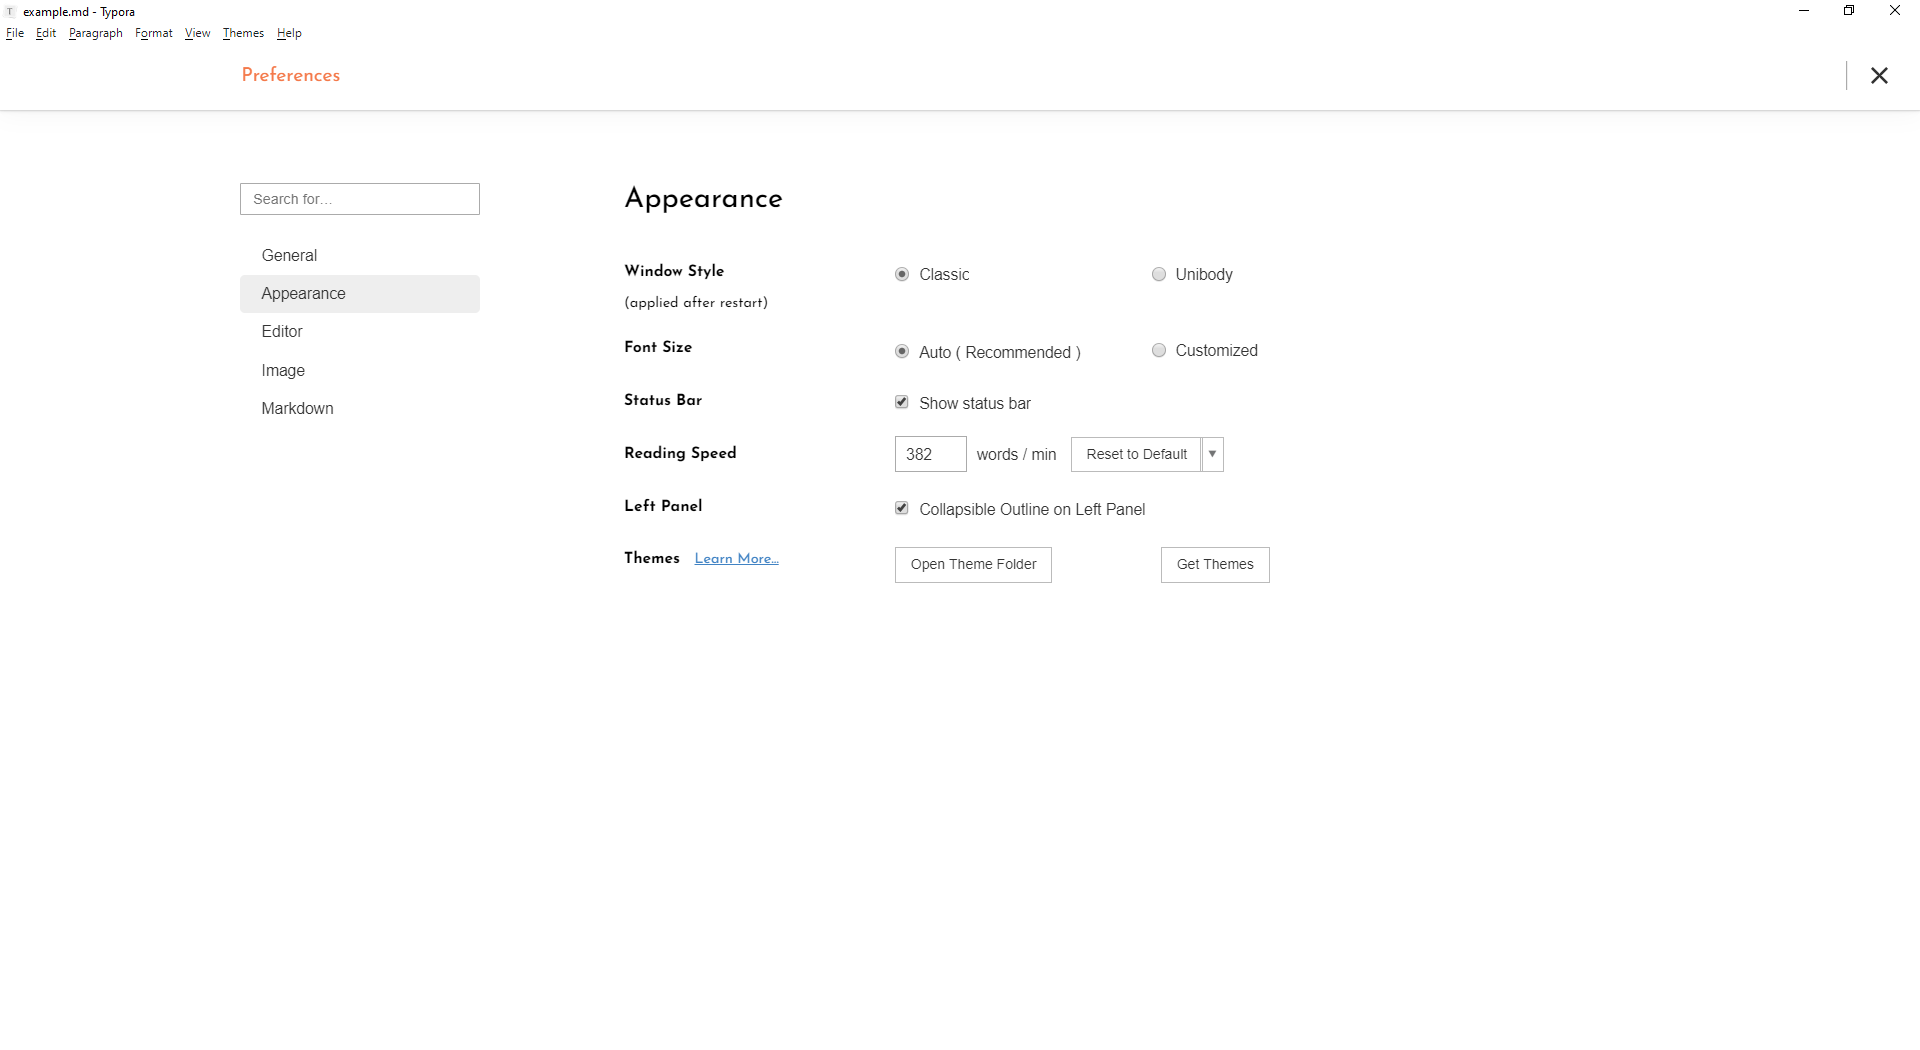 T example.md - Typora
File Edit Paragraph Format View Themes Help
Preferences
Search for...
General
Appearance
Editor
Image
Markdown
Appearance
Window Style
(applied after restart)
Classic
Unibody
Font Size
Auto ( Recommended )
Customized
Status Bar
Show status bar
Reading Speed
382 words / min Reset to Default
Left Panel
Collapsible Outline on Left Panel
Themes Learn More...
Open Theme Folder
Get Themes